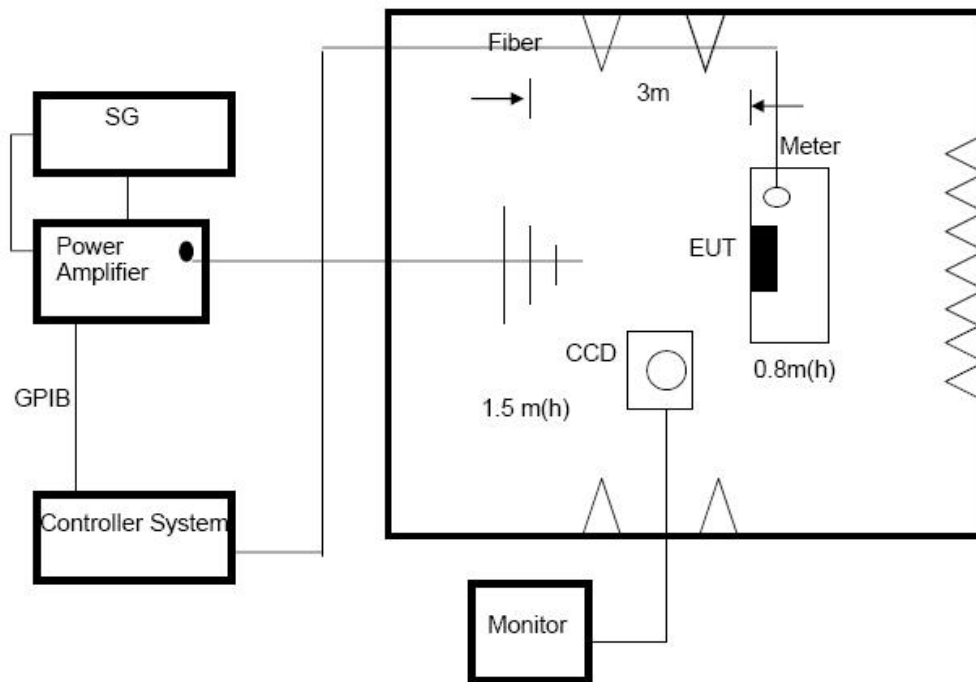 Fiber
3m
SG
Meter
Power
Amplifier
EUT
CCD
0.8m(h)
GPIB
1.5 m(h)
Controller System
Monitor